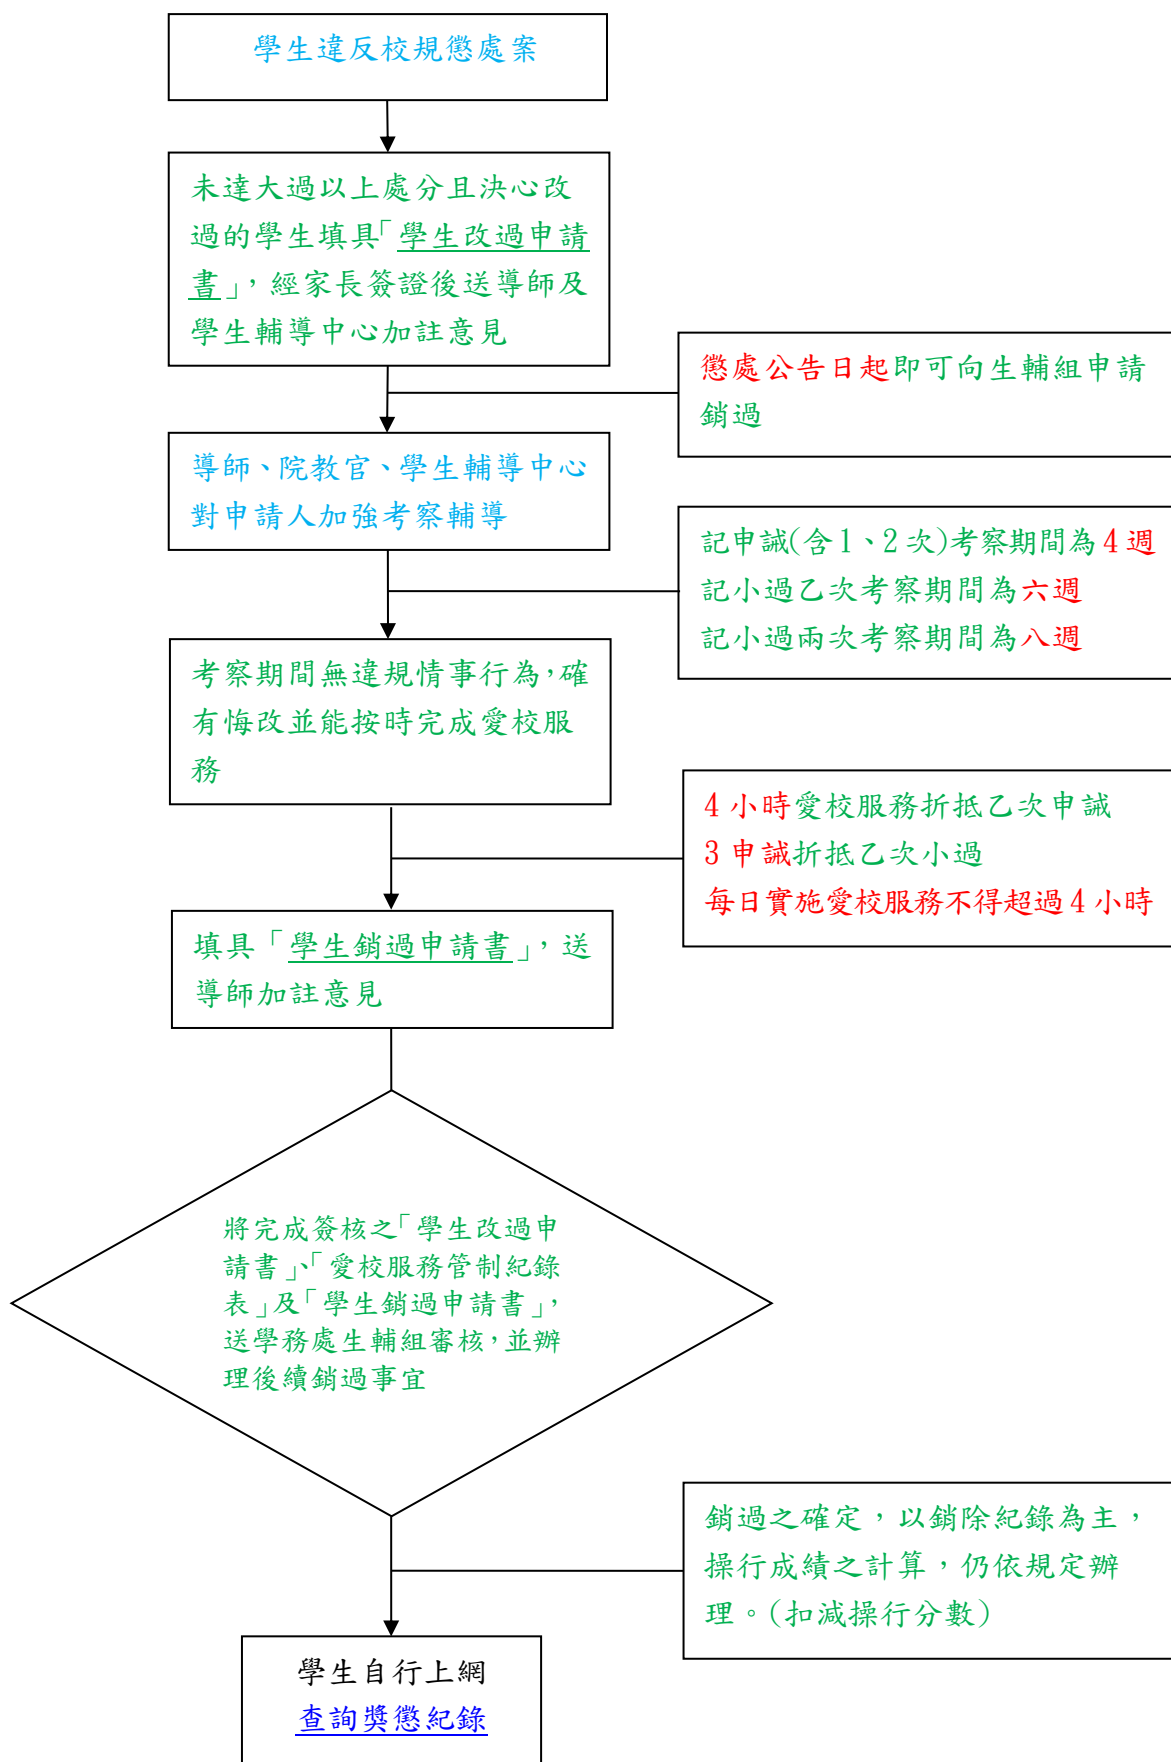 學生違反校規懲處案
未達大過以上處分且決心改
過的學生填具「學生改過申請
書」，經家長簽證後送導師及
學生輔導中心加註意見
懲處公告日起即可向生輔組申請
銷過
導師、院教官、學生輔導中心
對申請人加強考察輔導
記申誡(含1、2次)考察期間為4週
記小過乙次考察期間為六週
記小過兩次考察期間為八週
考察期間無違規情事行為，確
有悔改並能按時完成愛校服
務
4小時愛校服務折抵乙次申誡
3申誡折抵乙次小過
每日實施愛校服務不得超過4小時
填具「學生銷過申請書」，送
導師加註意見
將完成簽核之「學生改過申
請書」、「愛校服務管制紀錄
表」及「學生銷過申請書」，
送學務處生輔組審核，並辦
理後續銷過事宜
銷過之確定，以銷除紀錄為主，
操行成績之計算，仍依規定辦
理。(扣減操行分數)
學生自行上網
查詢獎懲紀錄